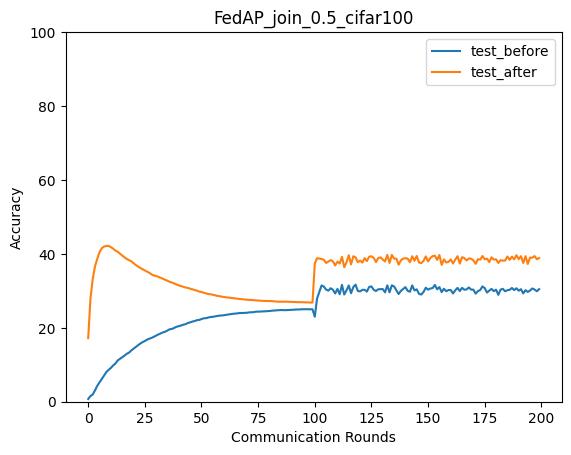 FedAP_join_0.5_cifar100
100
80
60
40
20
0
Accuracy
test_before
test_after
0 25 50 75 100 125 150 175 200
Communication Rounds